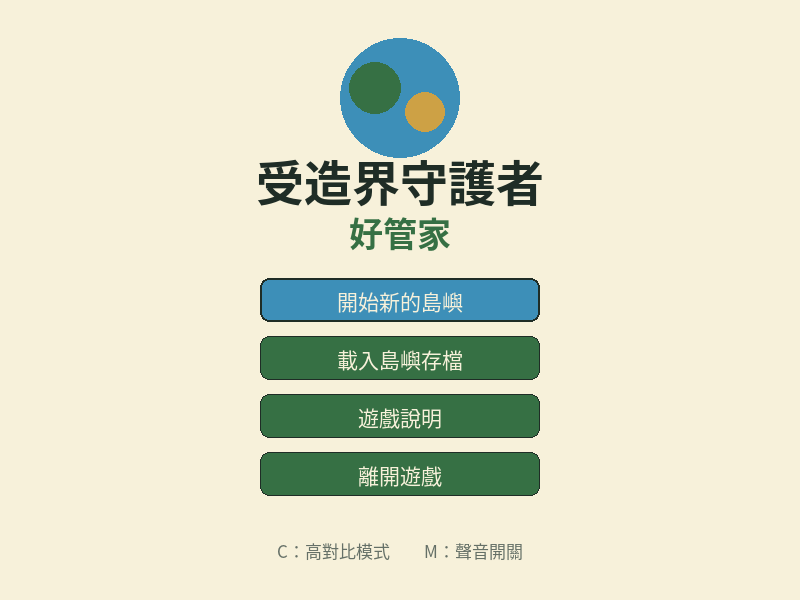 受造界守護者
好管家
開始新的島嶼
載入島嶼存檔
遊戲說明
離開遊戲
C：高對比模式　　M：聲音開關